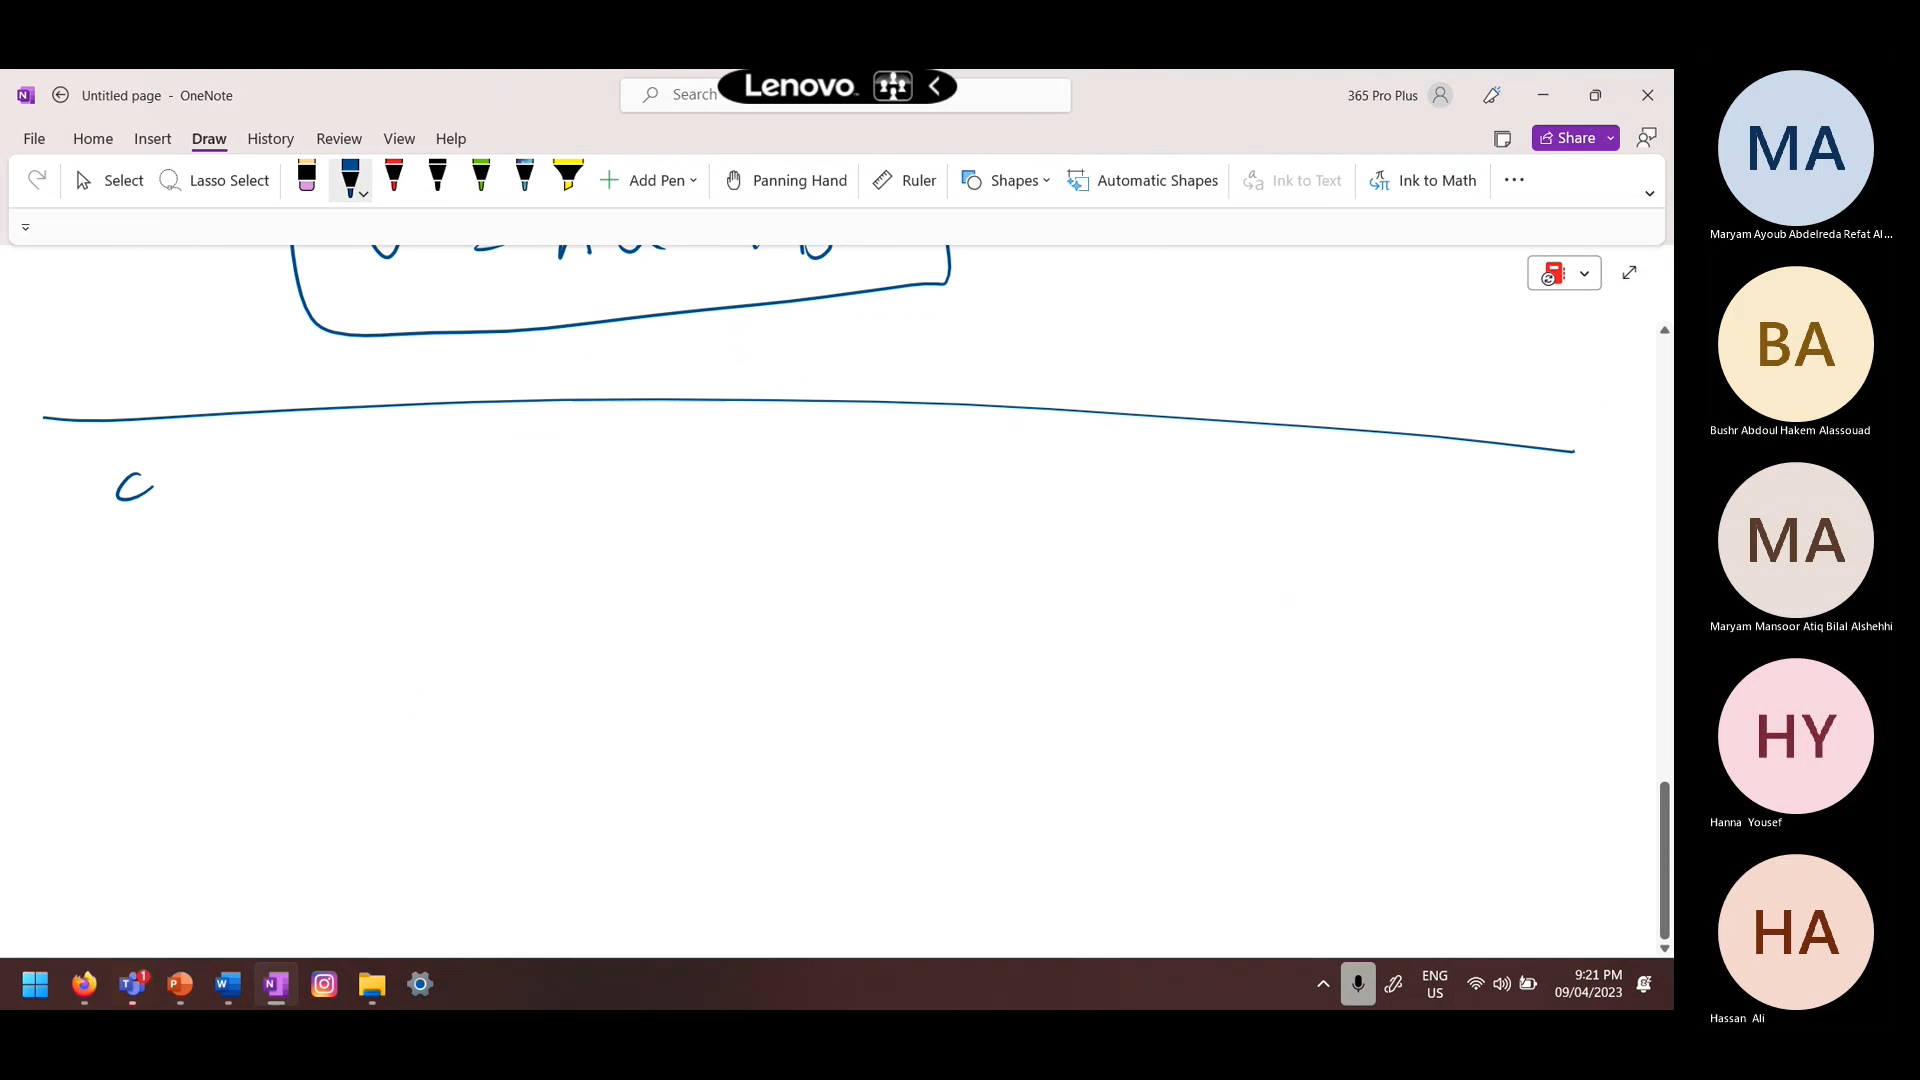 Lenovo
Untitled page - OneNote
Search
365 Pro Plus
File Home Insert Draw History Review View Help
Share
Select Lasso Select Add Pen Panning Hand Ruler Shapes Automatic Shapes Ink to Text Ink to Math
C
MA
Maryam Ayoub Abdelreda Refat Al...
BA
Bushr Abdoul Hakem Alassouad
MA
Maryam Mansoor Atiq Bilal Alshehhi
HY
Hanna Yousef
HA
Hassan Ali
1
ENG
US
9:21 PM
09/04/2023